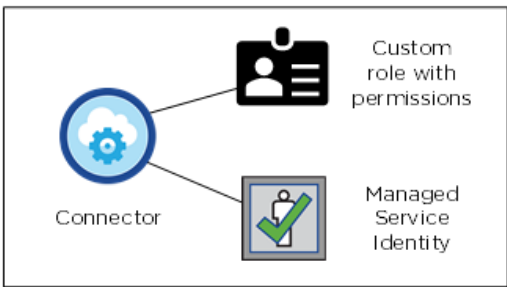 Custom
role with
permissions
Connector
Managed
Service
Identity